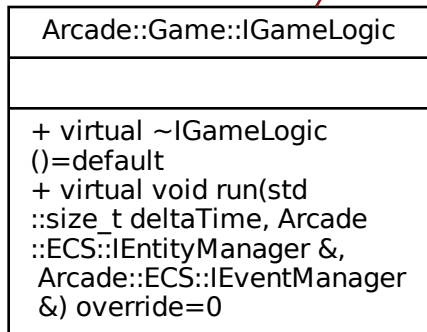 Arcade::Game::IGameLogic
+ virtual ~IGameLogic
()=default
+ virtual void run(std
::size_t deltaTime, Arcade
::ECS::IEntityManager &,
Arcade::ECS::IEventManager
&) override=0